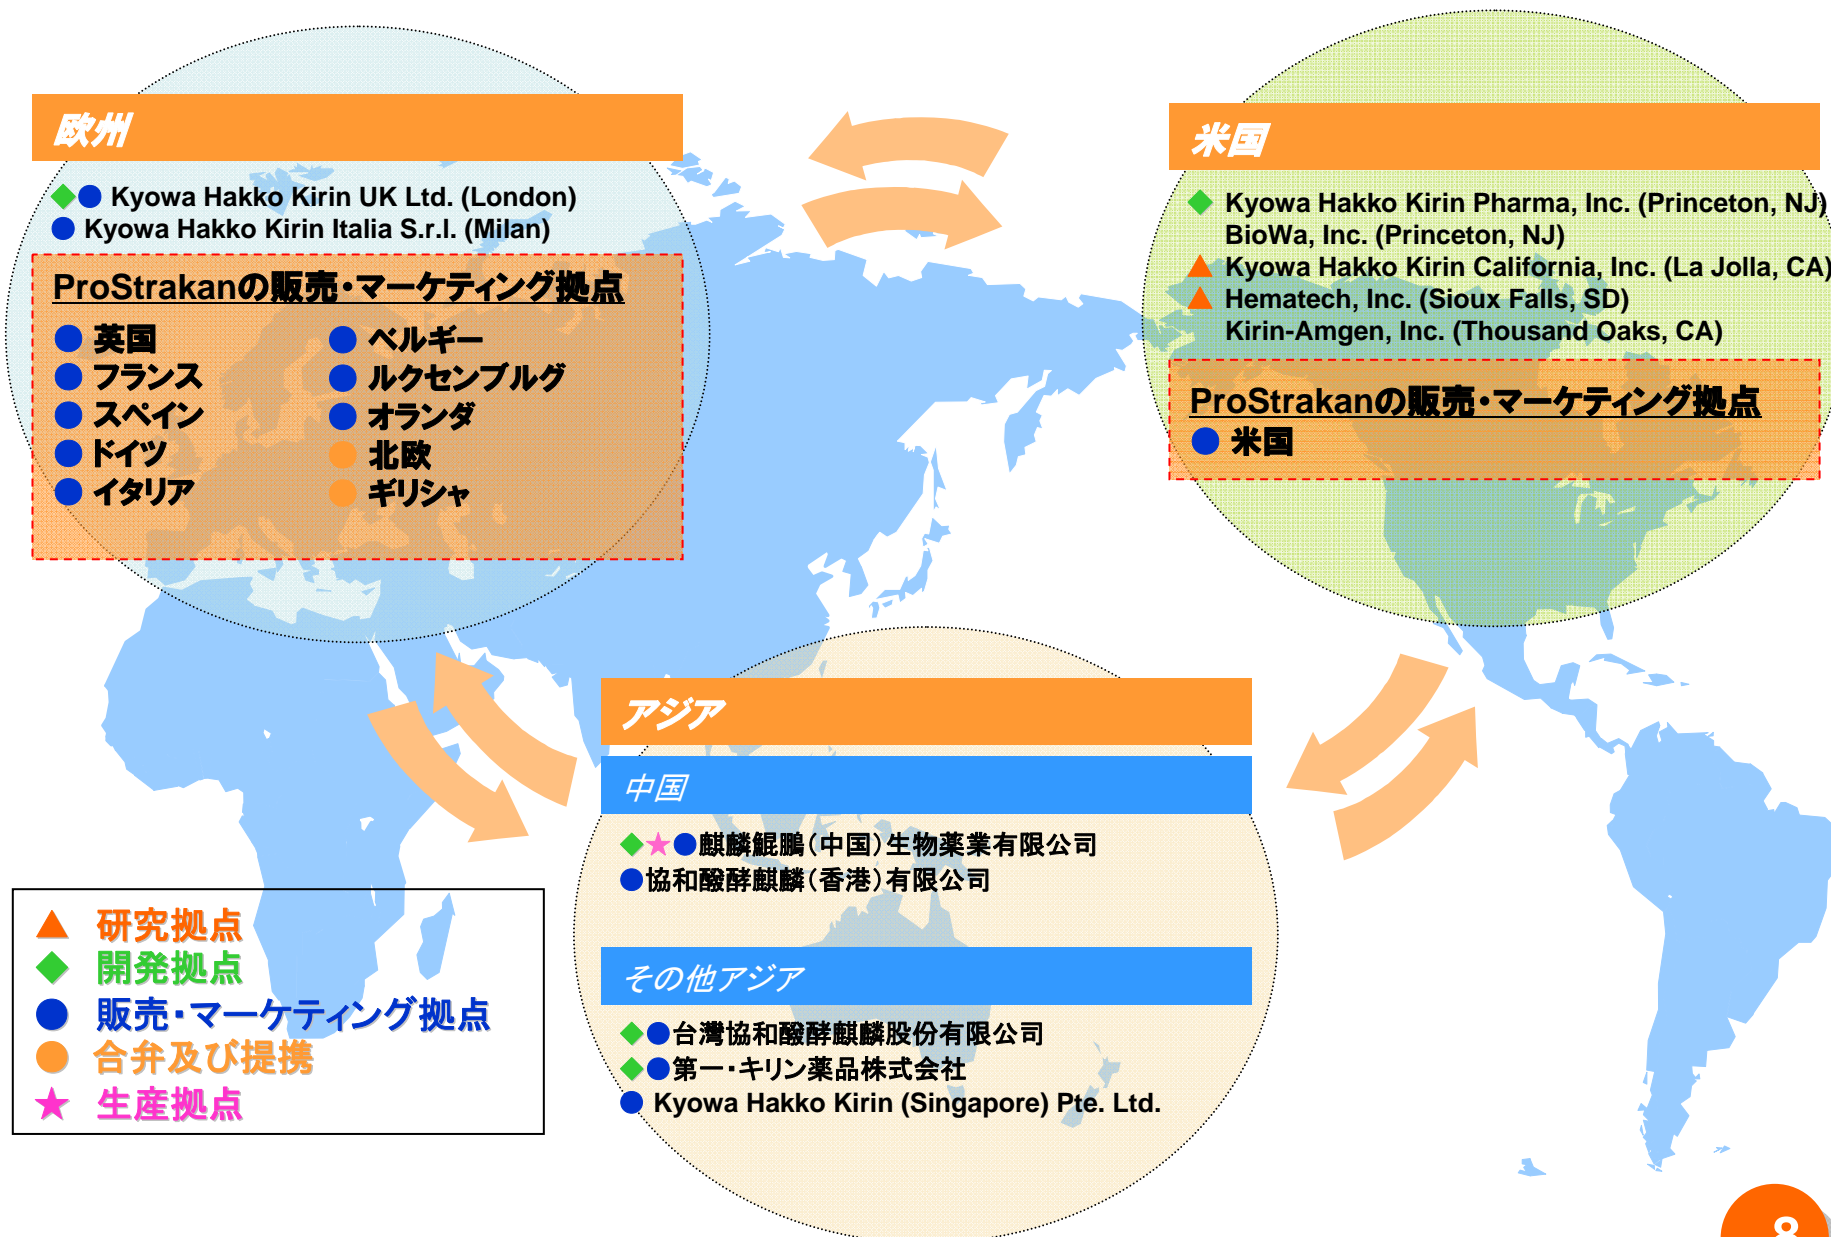 欧州
Kyowa Hakko Kirin UK Ltd. (London)
Kyowa Hakko Kirin Italia S.r.l. (Milan)
ProStrakanの販売・マーケティング拠点
英国
フランス
スペイン
ドイツ
イタリア
ベルギー
ルクセンブルグ
オランダ
北欧
ギリシャ
米国
Kyowa Hakko Kirin Pharma, Inc. (Princeton, NJ)
BioWa, Inc. (Princeton, NJ)
Kyowa Hakko Kirin California, Inc. (La Jolla, CA)
Hematech, Inc. (Sioux Falls, SD)
Kirin-Amgen, Inc. (Thousand Oaks, CA)
ProStrakanの販売・マーケティング拠点
米国
アジア
中国
麒麟鯤鵬（中国）生物薬業有限公司
協和醗酵麒麟（香港）有限公司
その他アジア
台灣協和醗酵麒麟股份有限公司
第一・キリン薬品株式会社
Kyowa Hakko Kirin (Singapore) Pte. Ltd.
研究拠点
開発拠点
販売・マーケティング拠点
合弁及び提携
生産拠点
8